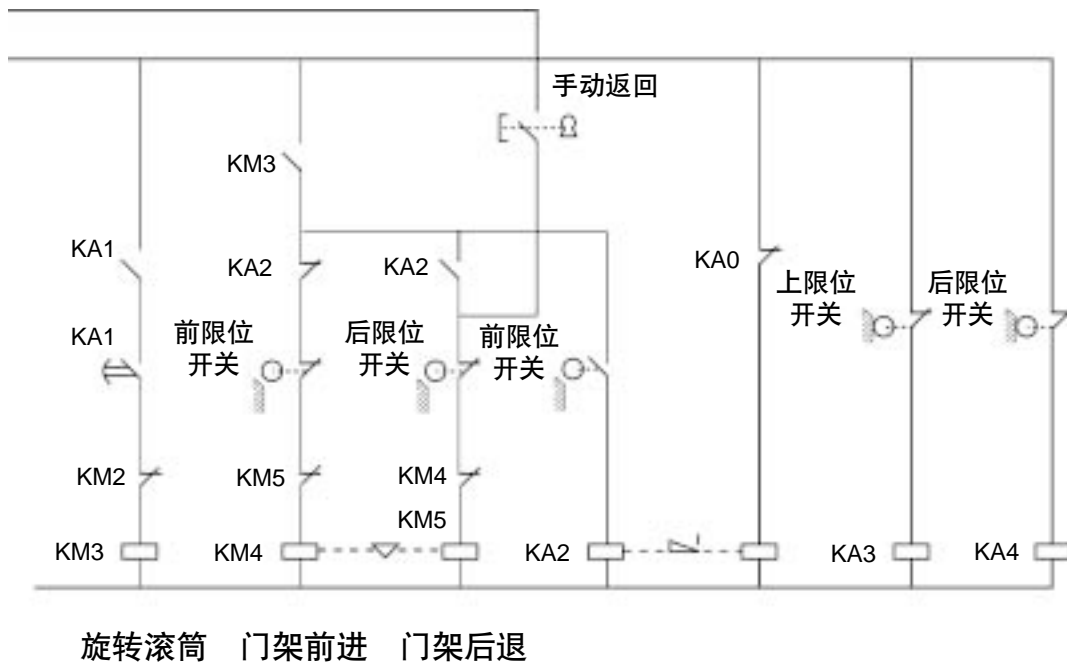 手动返回
KM3
KA1
KA2
KA2
KA0
上限位
开关
后限位
开关
KA1
前限位
开关
后限位
开关
前限位
开关
KM2
KM5
KM4
KM5
KM3
KM4
KA2
KA3
KA4
旋转滚筒 门架前进 门架后退